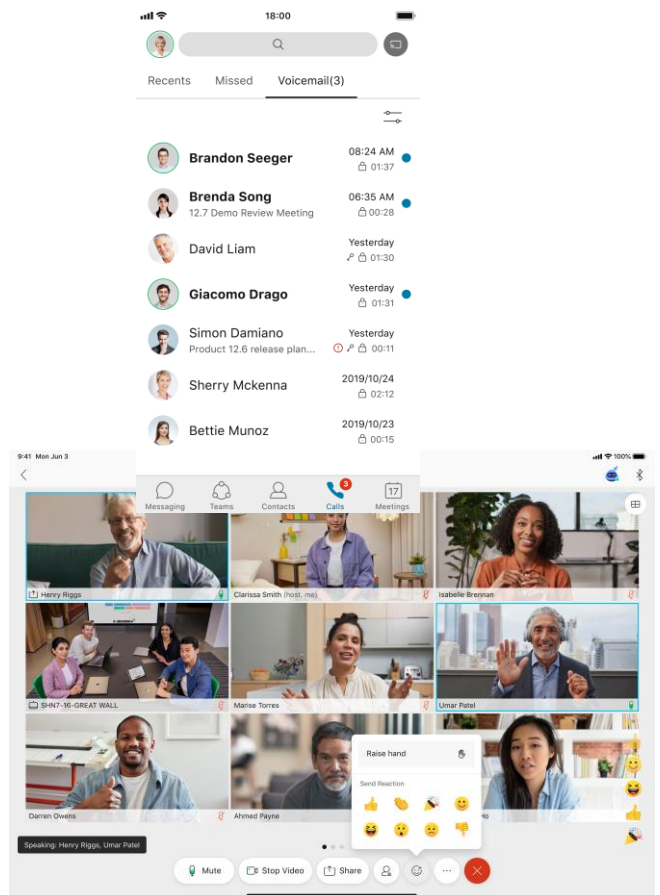 18:00
Recents Missed Voicemail(3)
Brandon Seeger 08:24 AM
01:37
Brenda Song 06:35 AM
12.7 Demo Review Meeting 00:28
David Liam Yesterday
01:30
Giacomo Drago Yesterday
01:31
Simon Damiano Yesterday
Product 12.6 release plan... 00:11
Sherry Mckenna 2019/10/24
02:12
Bettie Munoz 2019/10/23
00:15
3
17
Messaging Teams Contacts Calls Meetings
9:41 Mon Jun 3 100%
Henry Riggs Clarissa Smith (host, me) Isabelle Brennan
SHN7-16-GREAT WALL Marise Torres Umar Patel
Raise hand
Send Reaction
Darren Owens Ahmed Payne
Speaking: Henry Riggs, Umar Patel
Mute Stop Video Share